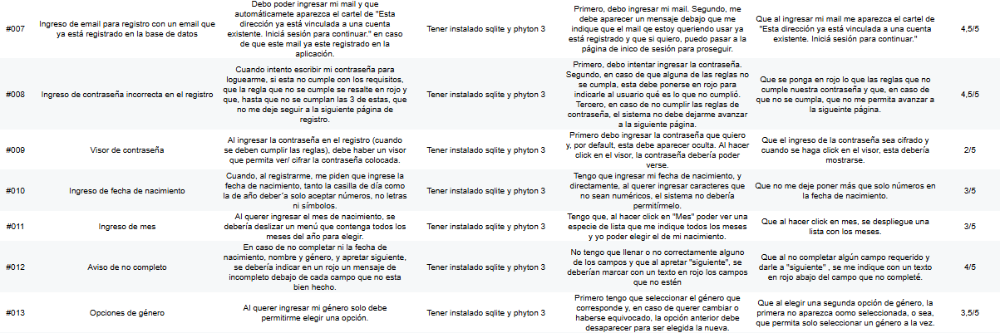 #007
Ingreso de email para registro con un email que
ya está registrado en la base de datos
Debo poder ingresar mi mail y que
automáticamete aparezca el cartel de "Esta
dirección ya está vinculada a una cuenta
existente. Iniciá sesión para continuar." en caso
de que este mail ya este registrado en la
aplicación.
Tener instalado sqlite y phyton 3
Primero, debo ingresar mi mail. Segundo, me
debe aparecer un mensaje debajo que me
indique que el mail qe estoy queriendo usar ya
está registrado y que si quiero, puedo pasar a la
página de inico de sesión para proseguir.
Que al ingresar mi mail me aparezca el cartel de
"Esta dirección ya está vinculada a una cuenta
existente. Iniciá sesión para continuar."
4,5/5
#008
Ingreso de contraseña incorrecta en el registro
Cuando intento escribir mi contraseña para
loguearme, si esta no cumple con los requisitos,
que la regla que no se cumple se resalte en rojo y
que, hasta que no se cumplan las 3 de estas, que
no me deje seguir a la siguiente página de
registro.
Tener instalado sqlite y phyton 3
Primero, debo intentar ingresar la contraseña.
Segundo, en caso de que alguna de las reglas no
se cumpla, esta debe ponerse en rojo para
indicarle al usuario qué es lo que no cumplió.
Tercero, en caso de no cumplir las reglas de
contraseña, el sistema no debe dejarme avanzar
a la siguiente página.
Que se ponga en rojo lo que las reglas que no
cumple nuestra contraseña y que, en caso de
que no se cumpla, que no me permita avanzar a
la sigueinte página.
4,5/5
#009
Visor de contraseña
Al ingresar la contraseña en el registro (cuando
se deben cumplir las reglas), debe haber un visor
que permita ver/ cifrar la contraseña colocada.
Tener instalado sqlite y phyton 3
Primero debo ingresar la contraseña que quiero
y, por default, esta debe aparecer oculta. Al hacer
click en el visor, la contraseña debería poder
verse.
Que el ingreso de la contraseña sea cifrado y
cuando se haga click en el visor, esta debería
mostrarse.
2/5
#010
Ingreso de fecha de nacimiento
Cuando, al registrarme, me piden que ingrese la
fecha de nacimiento, tanto la casilla de día como
la de año deber´a solo aceptar números, no letras
ni símbolos.
Tener instalado sqlite y phyton 3
Tengo que ingresar mi fecha de nacimiento, y
directamente, al querer ingresar caracteres que
no sean numéricos, el sistema no debería
permitírmelo.
Que no me deje poner más que solo números en
la fecha de nacimiento.
3/5
#011
Ingreso de mes
Al querer ingresar el mes de nacimiento, se
debería deslizar un menú que contenga todos los
meses del año para elegir.
Tener instalado sqlite y phyton 3
Tengo que, al hacer click en "Mes" poder ver una
especie de lista que me indique todos los meses
y yo poder elegir el de mi nacimiento.
Que al hacer click en mes, se despliegue una
lista con los meses.
3/5
#012
Aviso de no completo
En caso de no completar ni la fecha de
nacimiento, nombre y género, y apretar siguiente,
se debería indicar en un rojo un mensaje de
incompleto debajo de cada campo que no esta
bien hecho.
Tener instalado sqlite y phyton 3
No tengo que llenar o no correctamente alguno
de los campos y que al apretar "siguiente", se
deberían marcar con un texto en rojo los campos
que no estén
Que al no completar algún campo requerido y
darle a "siguiente" , se me indique con un texto
en rojo abajo del campo que no completé.
4/5
#013
Opciones de género
Al querer ingresar mi género solo debe
permitirme elegir una opción.
Tener instalado sqlite y phyton 3
Primero tengo que seleccionar el género que
corresponde y, en caso de querer cambiar o
haberse equivocado, la opción anterior debe
desaparecer para ser elegida la nueva.
Que al elegir una segunda opción de género, la
primera no aparezca oomo seleccionada, o sea,
que permita solo seleccionar un género a la vez.
3,5/5